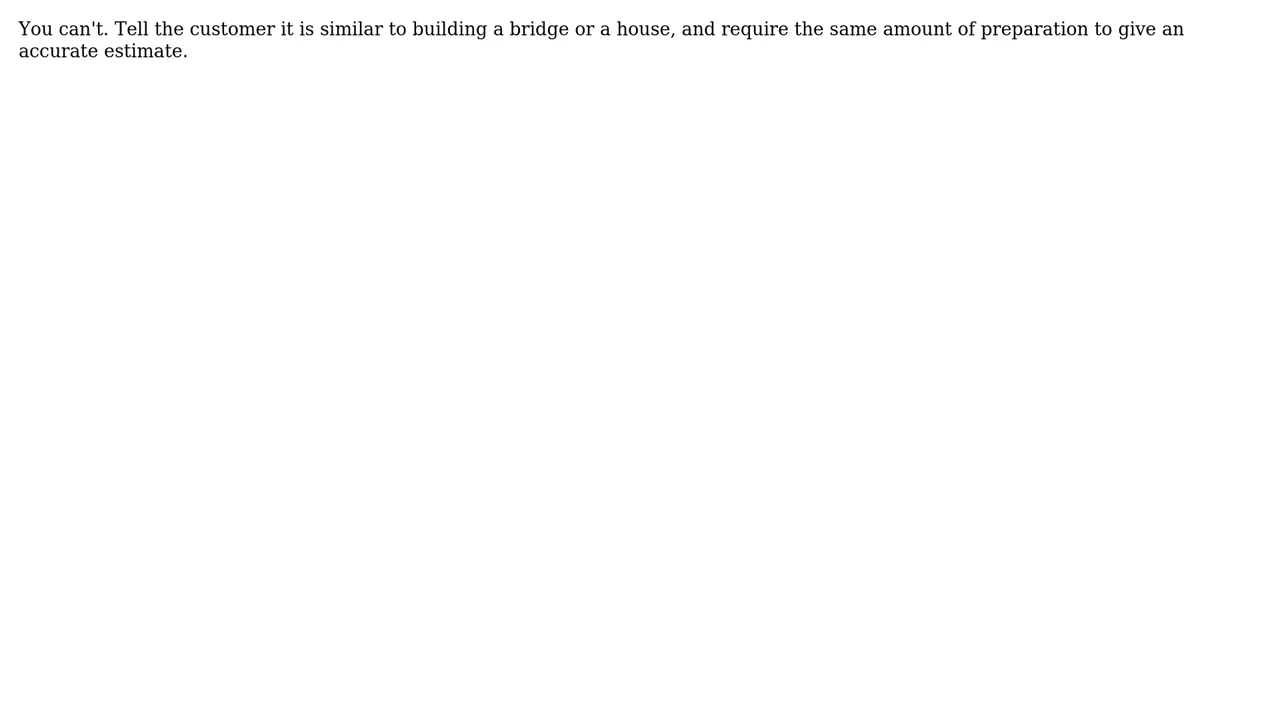 You can't. Tell the customer it is similar to building a bridge or a house, and require the same amount of preparation to give an
accurate estimate.